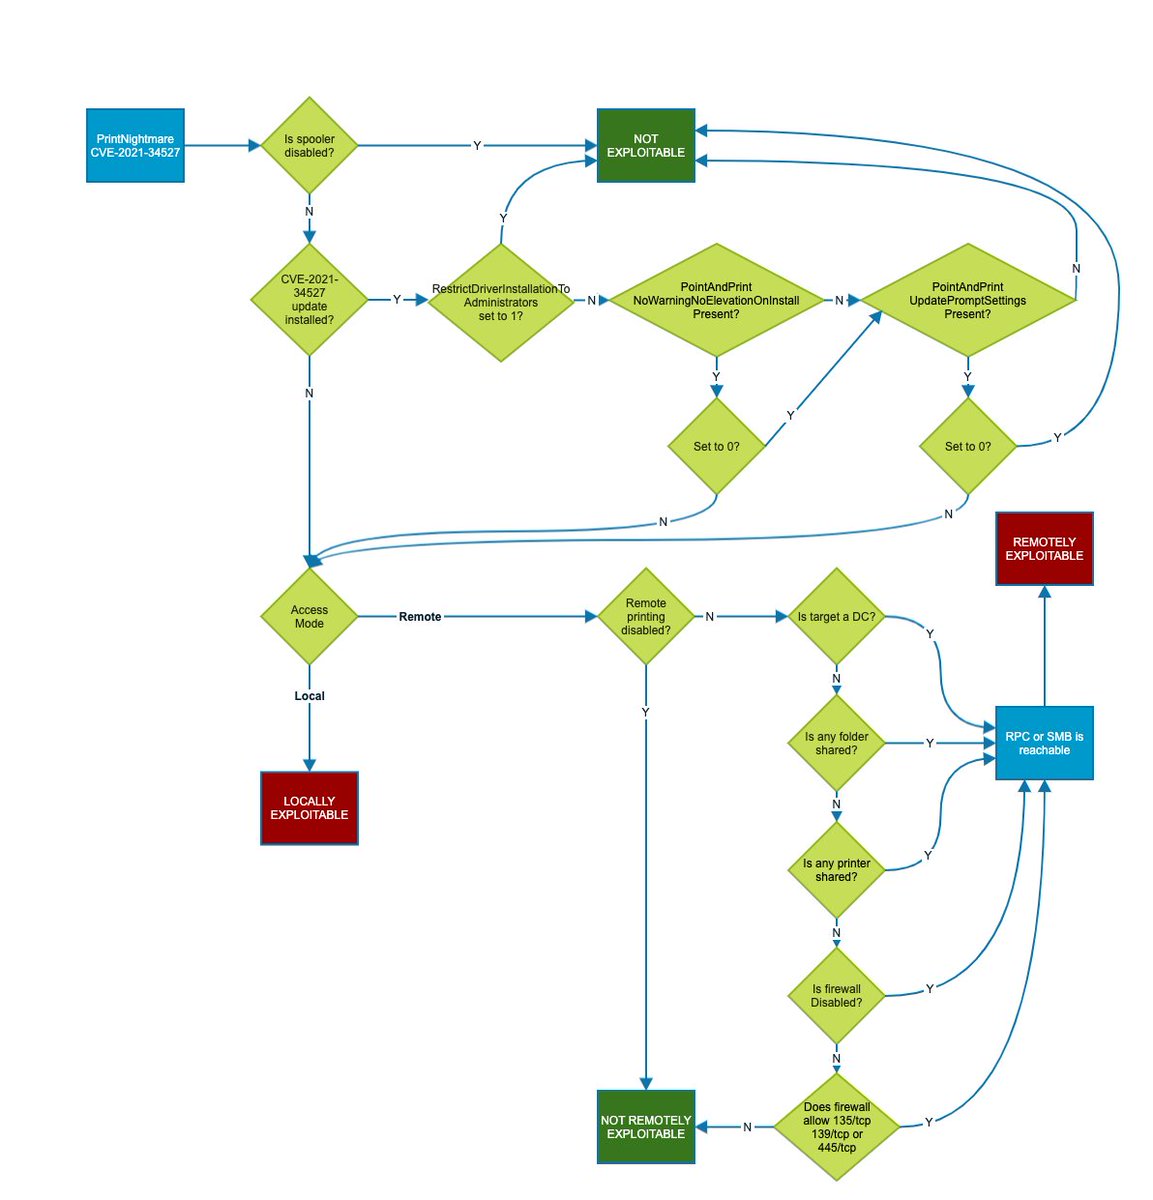 PrintNightmare
CVE-2021-34527
Is spooler
disabled?
Y
NOT
EXPLOITABLE
N
Y
CVE-2021-
34527
update
installed?
Y
RestrictDriverInstallationTo
Administrators
set to 1?
N
PointAndPrint
NoWarningNoElevationOnInstall
Present?
N
PointAndPrint
UpdatePromptSettings
Present?
N
N
Y
Y
Set to 0?
Y
Set to 0?
Y
N
N
Access
Mode
Remote
Remote
printing
disabled?
N
Is target a DC?
Y
REMOTELY
EXPLOITABLE
Local
Y
N
Is any folder
shared?
Y
RPC or SMB is
reachable
LOCALLY
EXPLOITABLE
N
Is any printer
shared?
Y
N
Is firewall
Disabled?
Y
N
NOT REMOTELY
EXPLOITABLE
N
Does firewall
allow 135/tcp
139/tcp or
445/tcp
Y